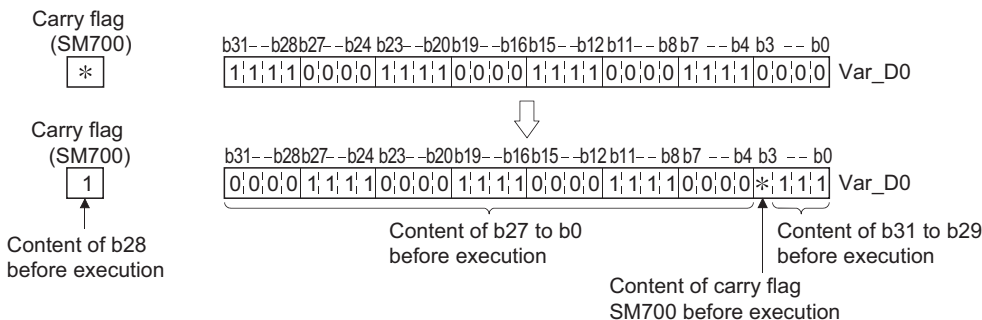 Carry flag
(SM700)
b31--b28b27--b24 b23--b20b19--b16b15--b12 b11--b8 b7 --b4 b3 -- b0
* 1 1 1 1 0 0 0 0 1 1 1 1 0 0 0 0 1 1 1 1 0 0 0 0 1 1 1 1 0 0 0 0 Var_D0
Carry flag
(SM700)
b31--b28b27--b24 b23--b20b19--b16b15--b12 b11--b8 b7 --b4 b3 -- b0
1 0 0 0 0 1 1 1 1 0 0 0 0 1 1 1 1 0 0 0 0 1 1 1 1 0 0 0 0 * 1 1 1 Var_D0
Content of b28
before execution
Content of b27 to b0
before execution
Content of b31 to b29
before execution
Content of carry flag
SM700 before execution